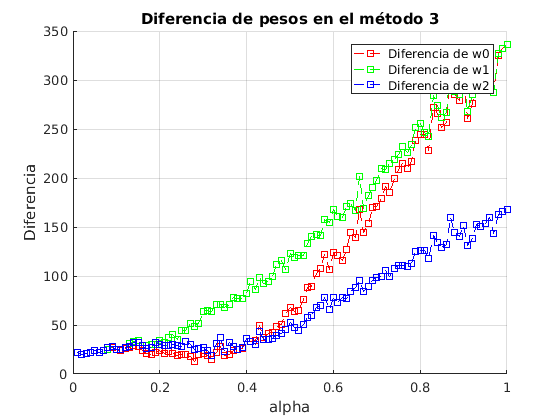 Diferencia de pesos en el método 3
350
300
250
200
150
100
50
0
Diferencia
Diferencia de w0
Diferencia de w1
Diferencia de w2
0 0.2 0.4 0.6 0.8 1
alpha